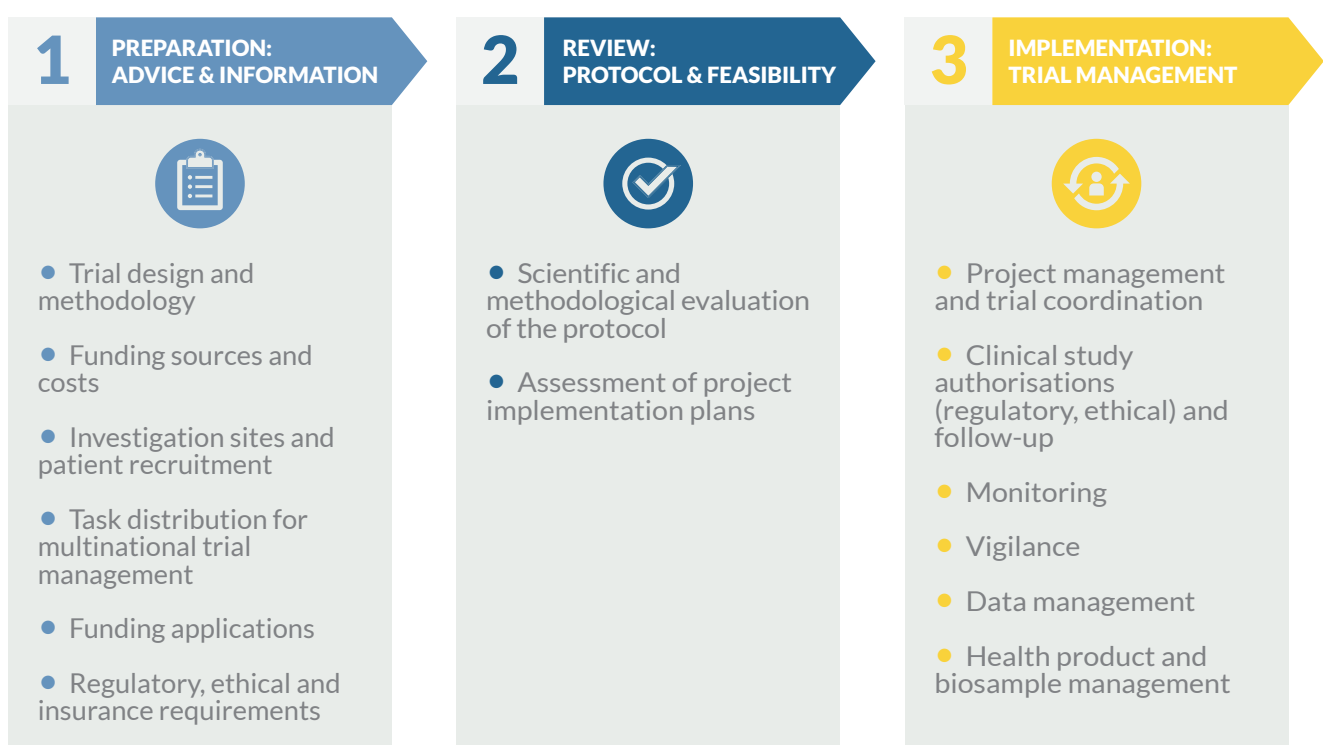 1
PREPARATION:
ADVICE & INFORMATION
• Trial design and
methodology
• Funding sources and
costs
• Investigation sites and
patient recruitment
• Task distribution for
multinational trial
management
• Funding applications
• Regulatory, ethical and
insurance requirements
2
REVIEW:
PROTOCOL & FEASIBILITY
• Scientific and
methodological evaluation
of the protocol
• Assessment of project
implementation plans
3
IMPLEMENTATION:
TRIAL MANAGEMENT
• Project management
and trial coordination
• Clinical study
authorisations
(regulatory, ethical) and
follow-up
• Monitoring
• Vigilance
• Data management
• Health product and
biosample management